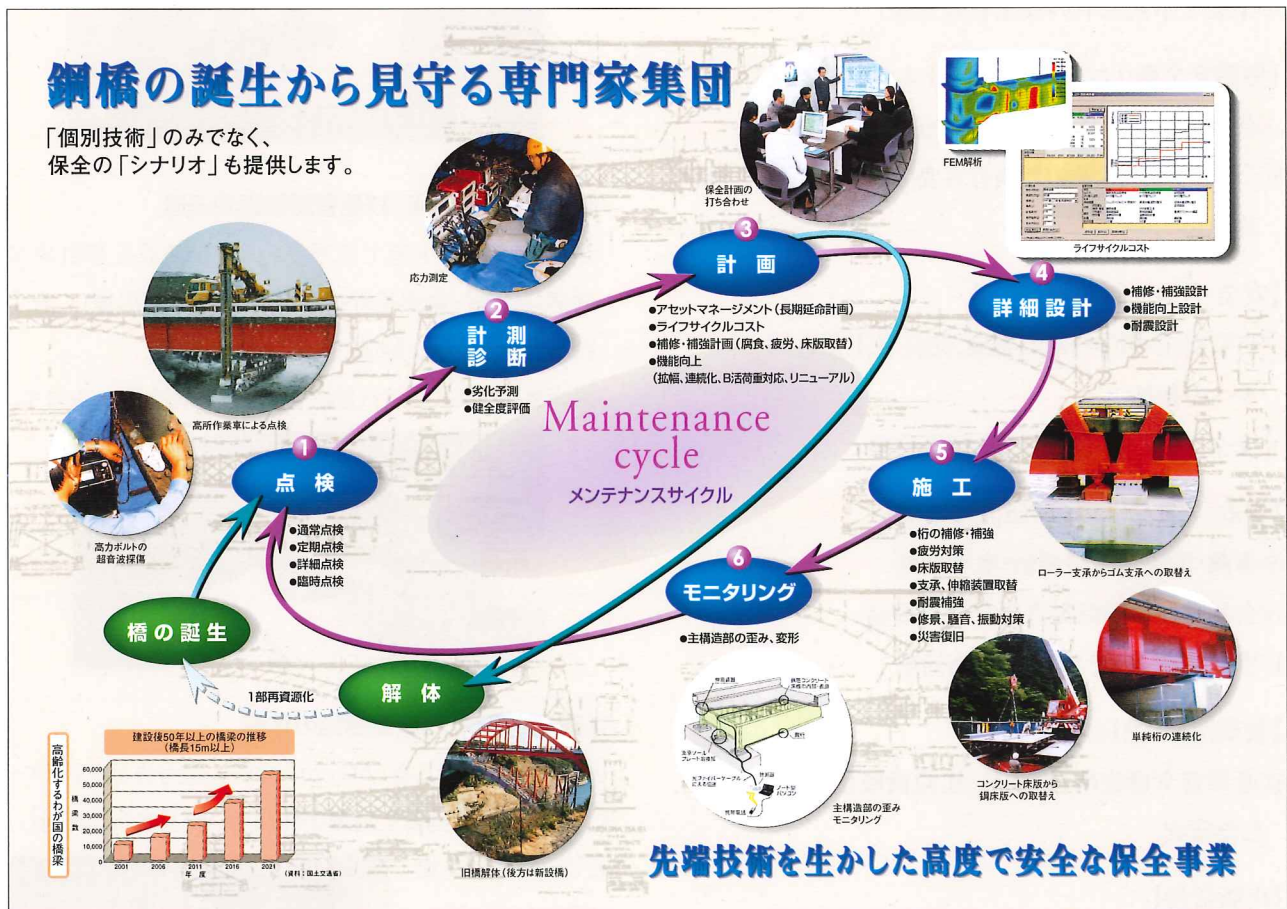 鋼橋の誕生から見守る専門家集団
「個別技術」のみでなく、
保全の「シナリオ」も提供します。
応力測定
保全計画の
打ち合わせ
FEM解析
ライフサイクルコスト
高所作業車による点検
高力ボルトの
超音波探傷
1
点検
●通常点検
●定期点検
●詳細点検
●臨時点検
2
計測
診断
●劣化予測
●健全度評価
3
計画
●アセットマネージメント(長期延命計画)
●ライフサイクルコスト
●補修・補強計画(腐食、疲労、床版取替)
●機能向上
(拡幅、連続化、B活荷重対応、リニューアル)
4
詳細設計
●補修・補強設計
●機能向上設計
●耐震設計
Maintenance
cycle
メンテナンスサイクル
5
施工
●桁の補修・補強
●疲労対策
●床版取替
●支承、伸縮装置取替
●耐震補強
●修景、騒音、振動対策
●災害復旧
ローラー支承からゴム支承への取替え
単純桁の連続化
コンクリート床版から
鋼床版への取替え
6
モニタリング
●主構造部の歪み、変形
主構造部の歪み
モニタリング
橋の誕生
1部再資源化
解体
旧橋解体(後方は新設橋)
高齢化するわが国の橋梁
建設後50年以上の橋梁の推移
(橋長15m以上)
橋梁数
60,000
50,000
40,000
30,000
20,000
10,000
0
2001 2006 2011 2016 2021
年度
(資料:国土交通省)
先端技術を生かした高度で安全な保全事業